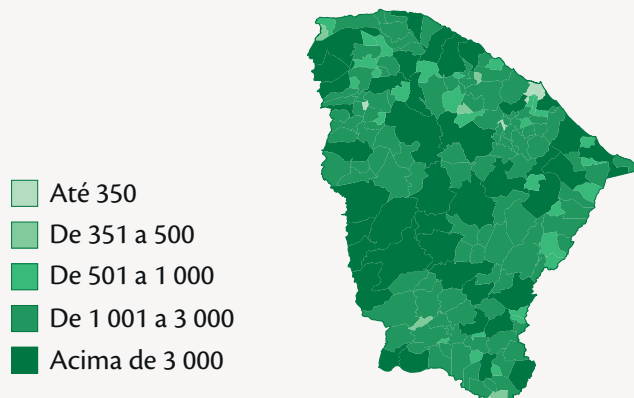 Até 350
De 351 a 500
De 501 a 1 000
De 1 001 a 3 000
Acima de 3 000